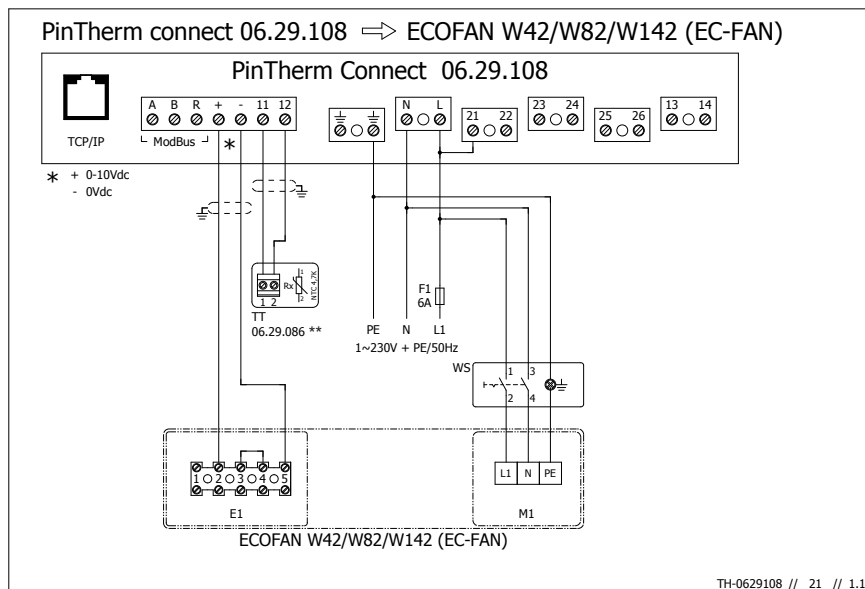 PinTherm connect 06.29.108 ⇨ ECOFAN W42/W82/W142 (EC-FAN)
PinTherm Connect 06.29.108
A B R + - 11 12
N L
21 22
23 24
25 26
13 14
TCP/IP
ModBus
*
* + 0-10Vdc
- 0Vdc
Rx
1
2
NTC 4,7K
1 2
TT
06.29.086 **
F1
6A
PE N L1
1~230V + PE/50Hz
WS
1 3
2 4
1 2 3 4 5
E1
L1 N PE
M1
ECOFAN W42/W82/W142 (EC-FAN)
TH-0629108 // 21 // 1.1